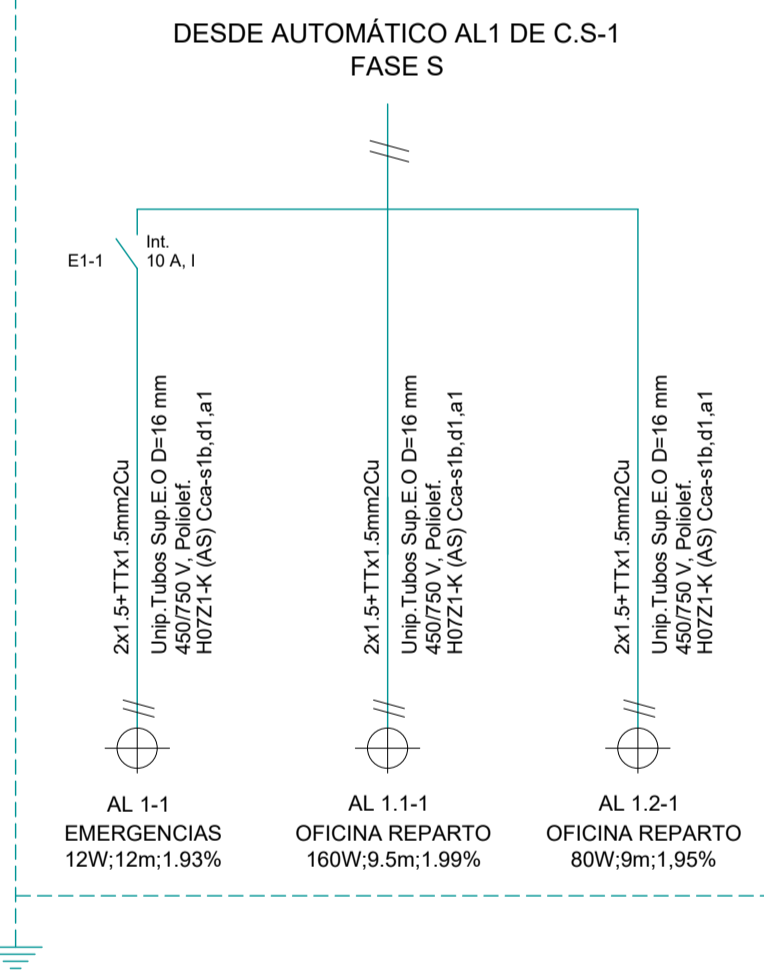 DESDE AUTOMÁTICO AL1 DE C.S-1
FASE S
E1-1
Int.
10 A, I
2x1.5+TTx1.5mm2Cu
Unip.Tubos Sup.E.O D=16 mm
450/750 V, Poliolef.
H07Z1-K (AS) Cca-s1b,d1,a1
2x1.5+TTx1.5mm2Cu
Unip.Tubos Sup.E.O D=16 mm
450/750 V, Poliolef.
H07Z1-K (AS) Cca-s1b,d1,a1
2x1.5+TTx1.5mm2Cu
Unip.Tubos Sup.E.O D=16 mm
450/750 V, Poliolef.
H07Z1-K (AS) Cca-s1b,d1,a1
AL 1-1
EMERGENCIAS
12W;12m;1.93%
AL 1.1-1
OFICINA REPARTO
160W;9.5m;1.99%
AL 1.2-1
OFICINA REPARTO
80W;9m;1,95%